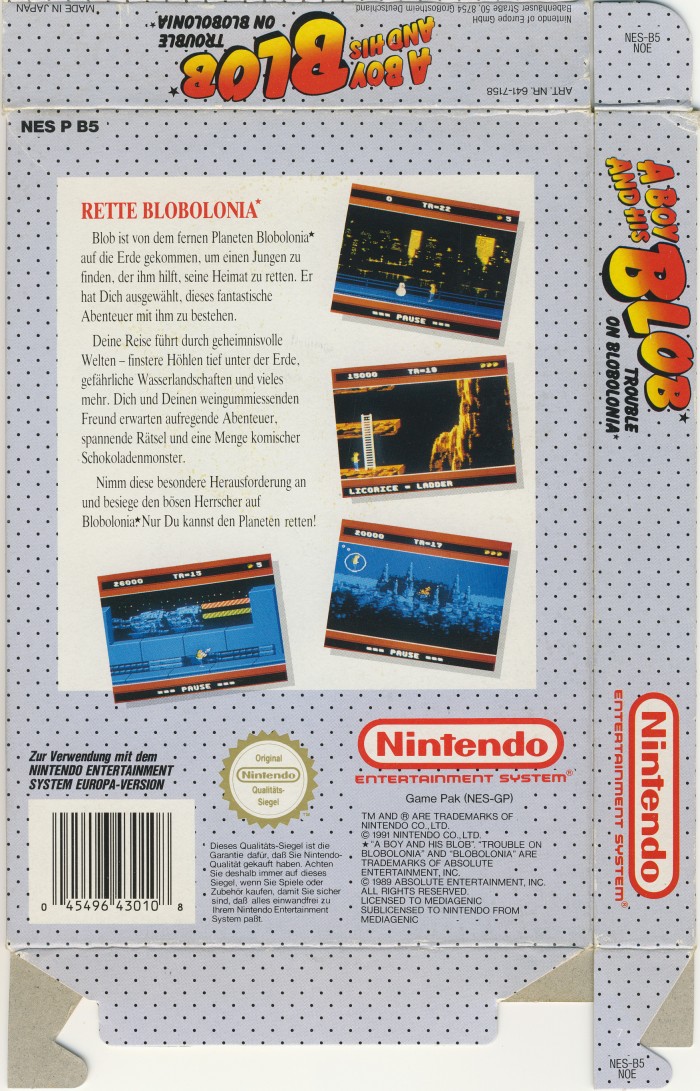 MADE IN JAPAN
A BOY
AND HIS
BLOB
TROUBLE
ON BLOBOLONIA★
Nintendo of Europe GmbH
Babenhäuser Straße 50, 8754 Großostheim Deutschland
ART. NR. 641-7158
NES-B5
NOE
NES P B5
RETTE BLOBOLONIA★
Blob ist von dem fernen Planeten Blobolonia★
auf die Erde gekommen, um einen Jungen zu
finden, der ihm hilft, seine Heimat zu retten. Er
hat Dich ausgewählt, dieses fantastische
Abenteuer mit ihm zu bestehen.
Deine Reise führt durch geheimnisvolle
Welten – finstere Höhlen tief unter der Erde,
gefährliche Wasserlandschaften und vieles
mehr. Dich und Deinen weingummiessenden
Freund erwarten aufregende Abenteuer,
spannende Rätsel und eine Menge komischer
Schokoladenmonster.
Nimm diese besondere Herausforderung an
und besiege den bösen Herrscher auf
Blobolonia★ Nur Du kannst den Planeten retten!
0 TR=22 5
=== PAUSE ===
15000 TR=18
LICORICE = LADDER
20000 TR=17
=== PAUSE ===
26000 TR=15 5
=== PAUSE ===
A BOY
AND HIS
BLOB
TROUBLE
ON BLOBOLONIA★
Zur Verwendung mit dem
NINTENDO ENTERTAINMENT
SYSTEM EUROPA-VERSION
0 45496 43010 8
Original
Nintendo
Qualitäts-
Siegel
TM
Dieses Qualitäts-Siegel ist die
Garantie dafür, daß Sie Nintendo-
Qualität gekauft haben. Achten
Sie deshalb immer auf dieses
Siegel, wenn Sie Spiele oder
Zubehör kaufen, damit Sie sicher
sind, daß alles einwandfrei zu
Ihrem Nintendo Entertainment
System paßt.
Nintendo
ENTERTAINMENT SYSTEM®
Game Pak (NES-GP)
TM AND ® ARE TRADEMARKS OF
NINTENDO CO., LTD.
© 1991 NINTENDO CO., LTD.
★ "A BOY AND HIS BLOB". "TROUBLE ON
BLOBOLONIA" AND "BLOBOLONIA" ARE
TRADEMARKS OF ABSOLUTE
ENTERTAINMENT, INC.
© 1989 ABSOLUTE ENTERTAINMENT, INC.
ALL RIGHTS RESERVED.
LICENSED TO MEDIAGENIC
SUBLICENSED TO NINTENDO FROM
MEDIAGENIC
Nintendo
ENTERTAINMENT SYSTEM®
NES-B5
NOE